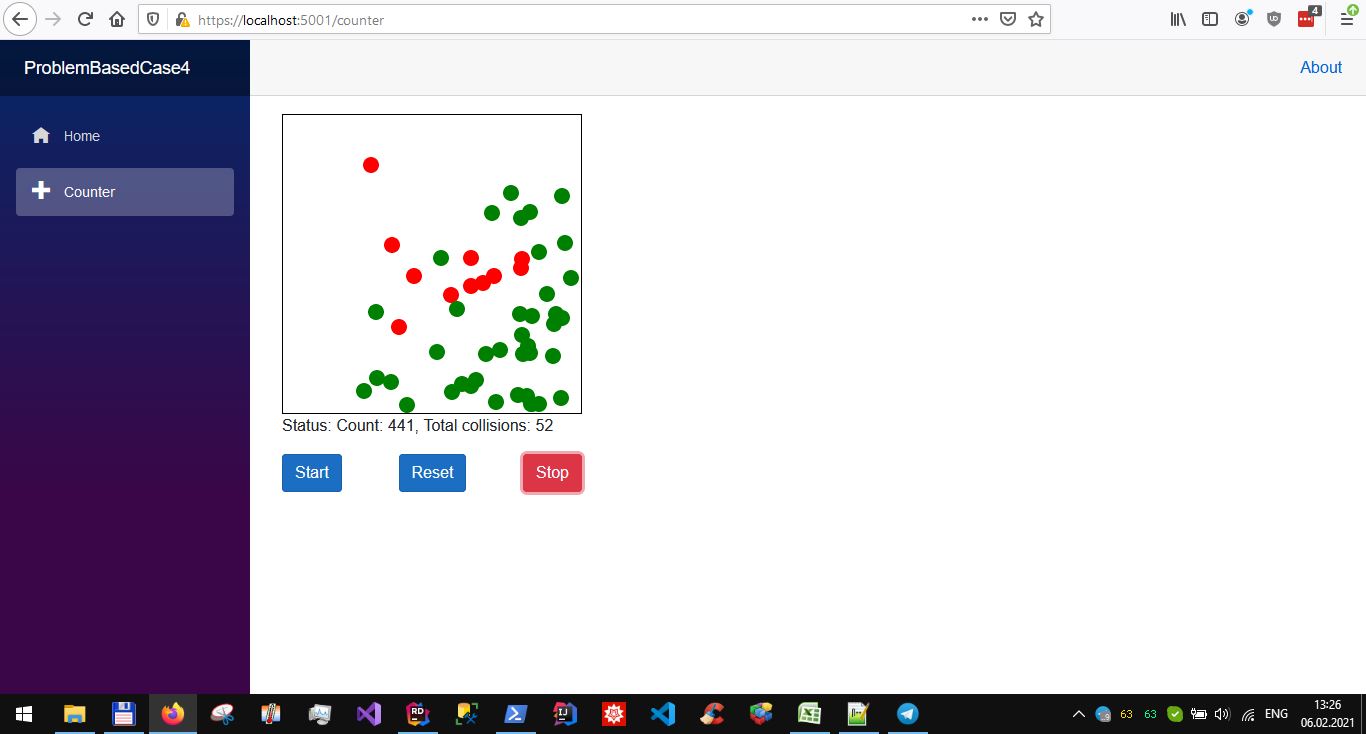 https://localhost:5001/counter
4
ProblemBasedCase4
About
Home
Counter
Status: Count: 441, Total collisions: 52
Start Reset Stop
RD
IJ
63 63 ENG
13:26
06.02.2021